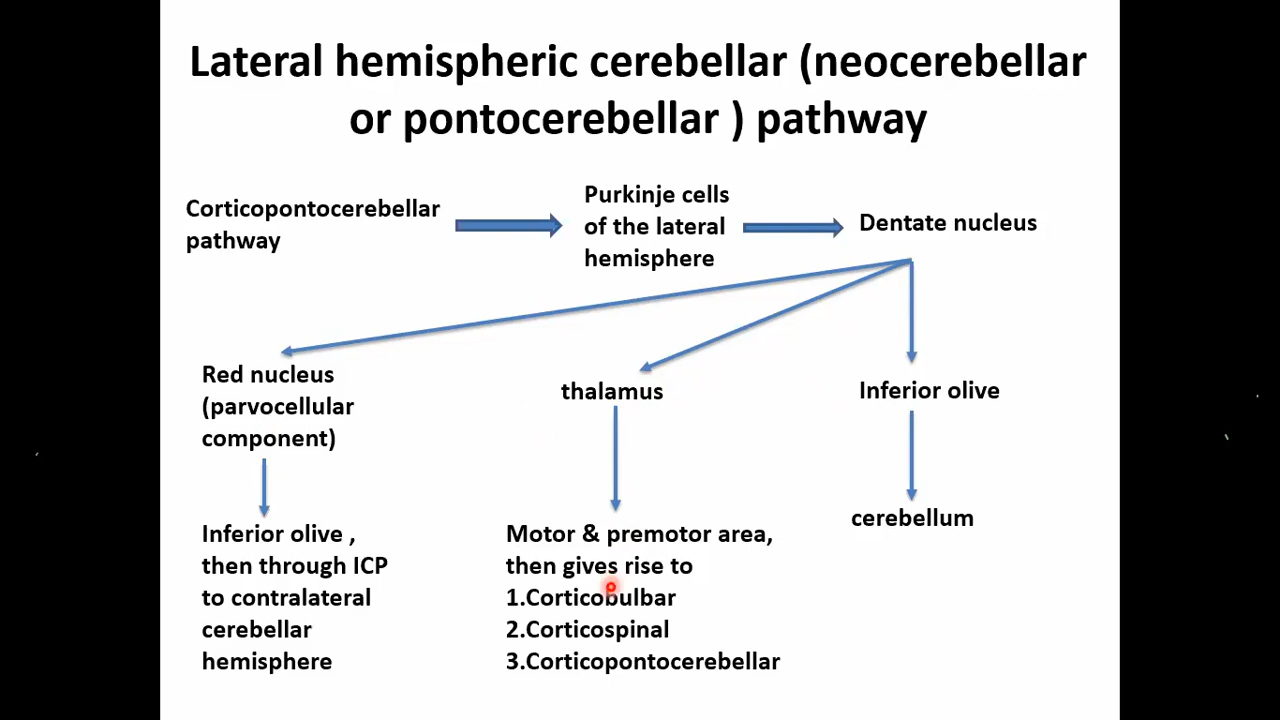 Lateral hemispheric cerebellar (neocerebellar
or pontocerebellar ) pathway
Corticopontocerebellar
pathway
Purkinje cells
of the lateral
hemisphere
Dentate nucleus
Red nucleus
(parvocellular
component)
thalamus
Inferior olive
Inferior olive ,
then through ICP
to contralateral
cerebellar
hemisphere
Motor & premotor area,
then gives rise to
1.Corticobulbar
2.Corticospinal
3.Corticopontocerebellar
cerebellum